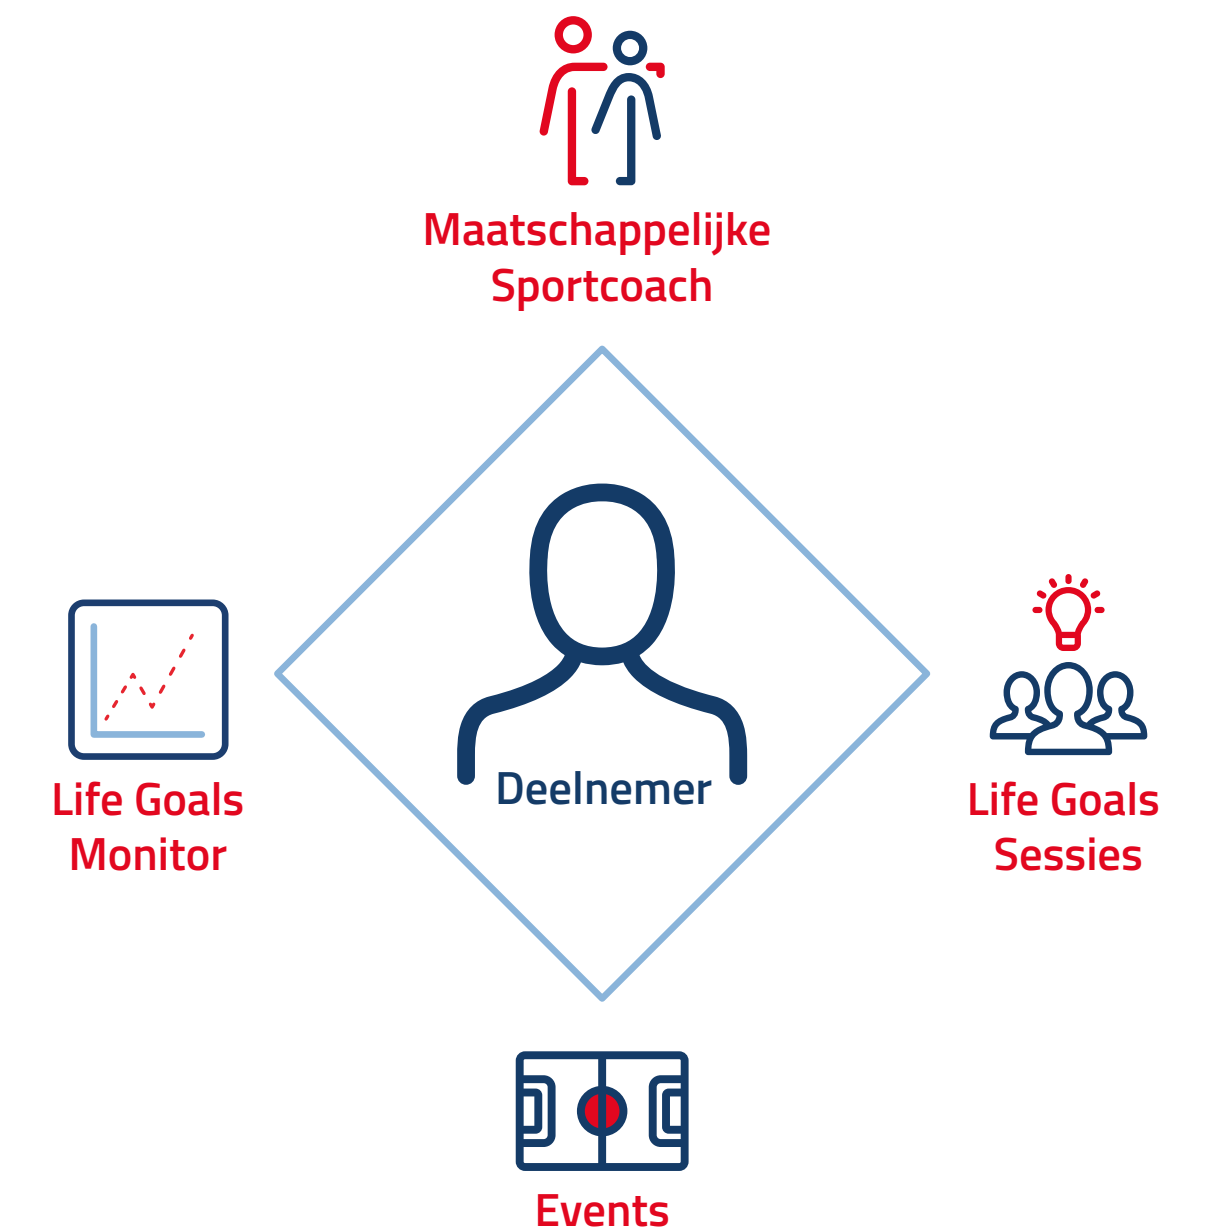 Maatschappelijke
Sportcoach
Deelnemer
Life Goals
Monitor
Life Goals
Sessies
Events